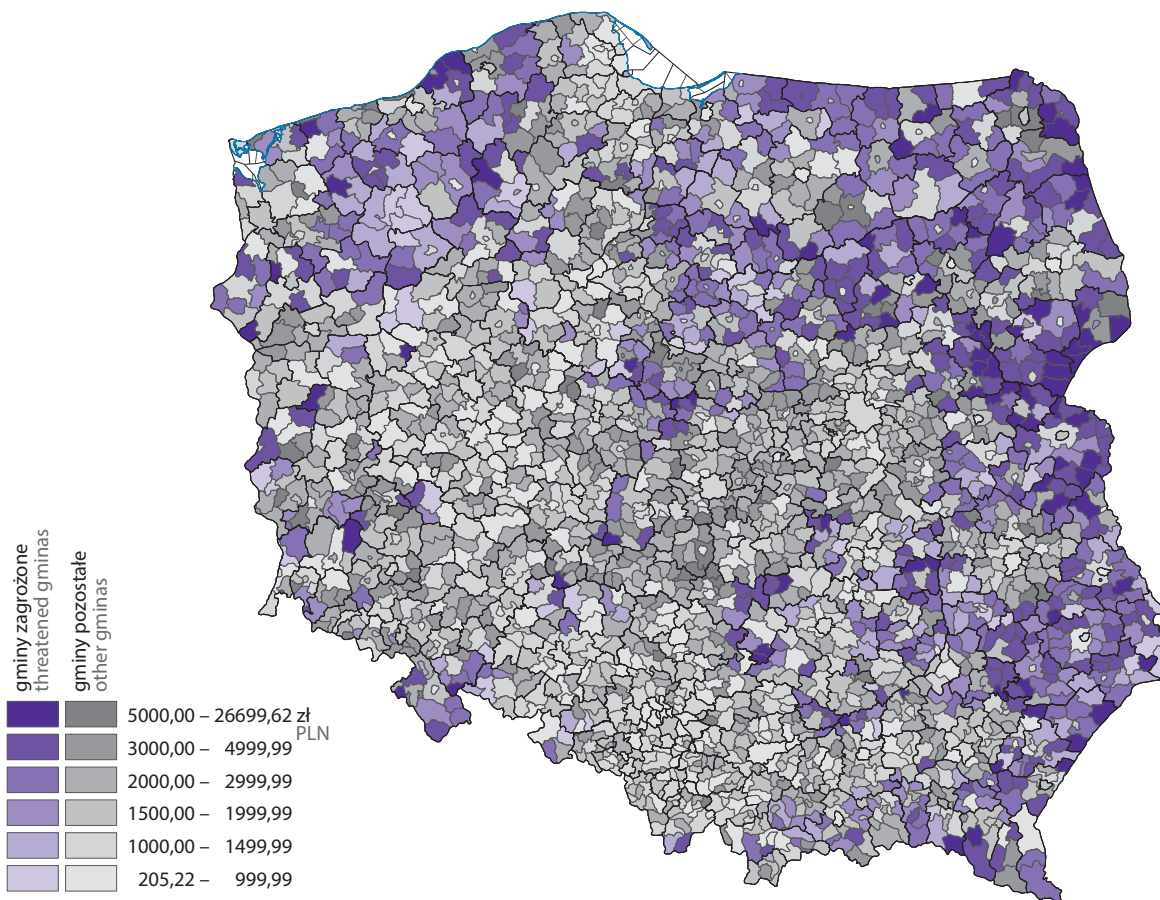 gminy zagrożone
threatened gminas
gminy pozostałe
other gminas
5000,00 – 26699,62 zł
PLN
3000,00 – 4999,99
2000,00 – 2999,99
1500,00 – 1999,99
1000,00 – 1499,99
205,22 – 999,99